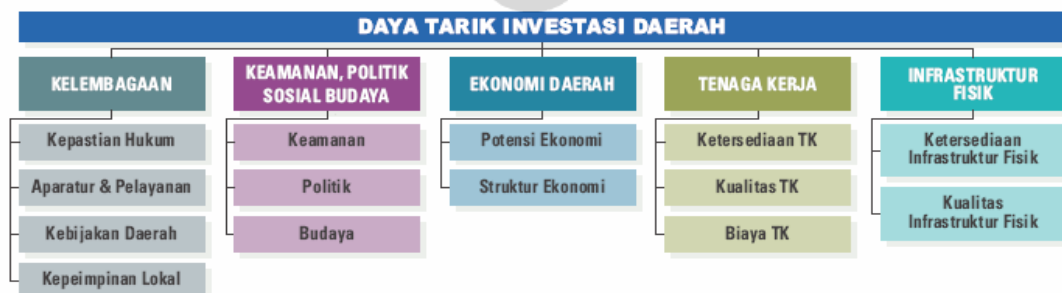 DAYA TARIK INVESTASI DAERAH
KELEMBAGAAN
Kepastian Hukum
Aparatur & Pelayanan
Kebijakan Daerah
Kepeimpinan Lokal
KEAMANAN, POLITIK
SOSIAL BUDAYA
Keamanan
Politik
Budaya
EKONOMI DAERAH
Potensi Ekonomi
Struktur Ekonomi
TENAGA KERJA
Ketersediaan TK
Kualitas TK
Biaya TK
INFRASTRUKTUR
FISIK
Ketersediaan
Infrastruktur Fisik
Kualitas
Infrastruktur Fisik